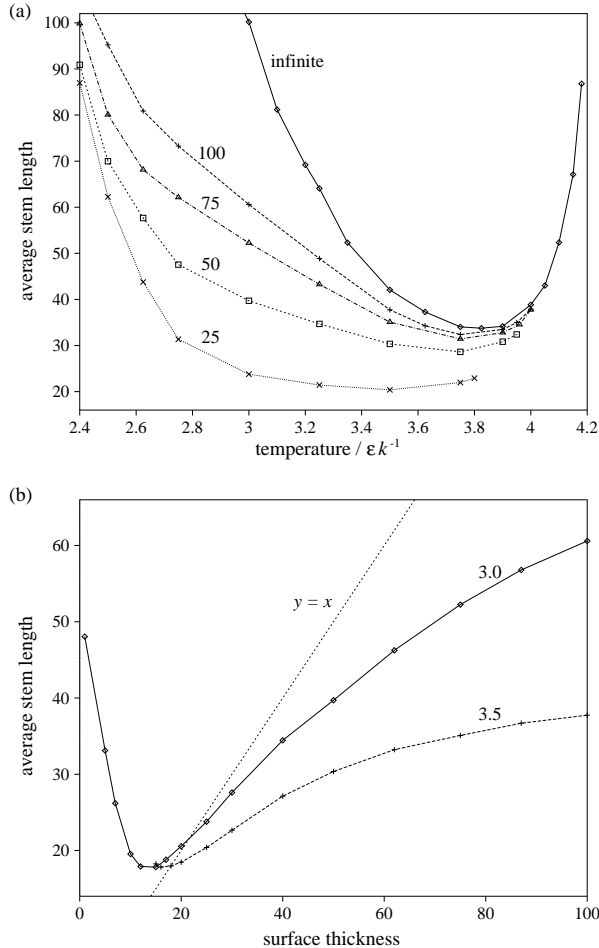 (a)
100
90
80
70
60
50
40
30
20
average stem length
infinite
100
75
50
25
2.4 2.6 2.8 3 3.2 3.4 3.6 3.8 4 4.2
temperature / ε k⁻¹
(b)
60
50
40
30
20
average stem length
y = x
3.0
3.5
0 20 40 60 80 100
surface thickness